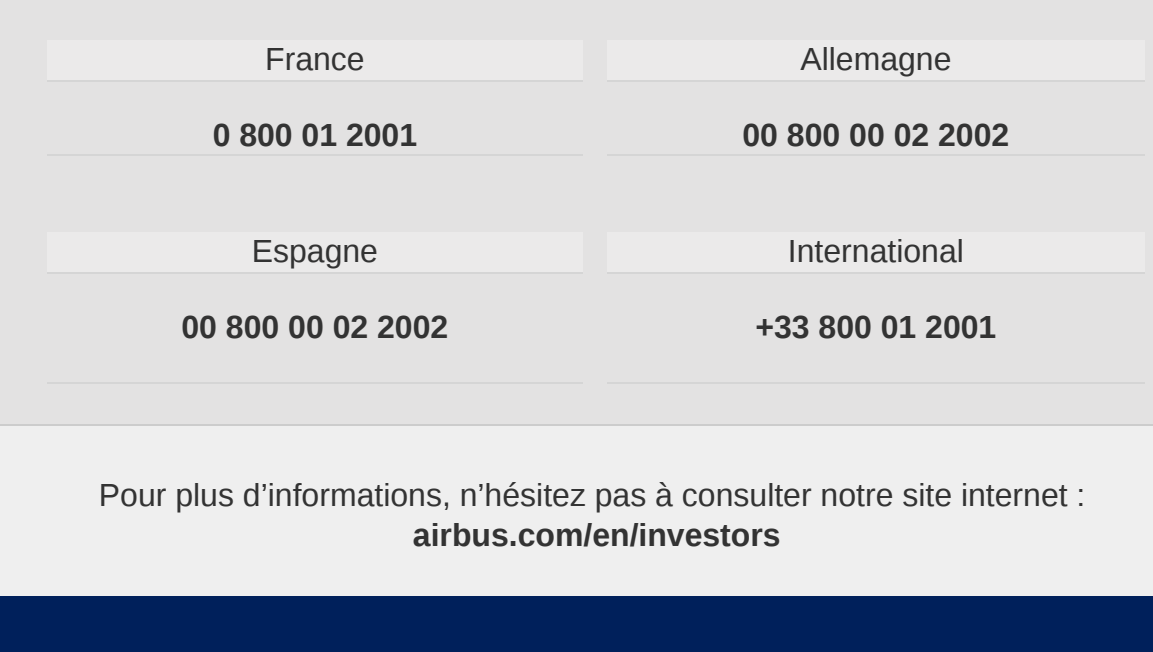 France
Allemagne
0 800 01 2001
00 800 00 02 2002
Espagne
International
00 800 00 02 2002
+33 800 01 2001
Pour plus d’informations, n’hésitez pas à consulter notre site internet :
airbus.com/en/investors